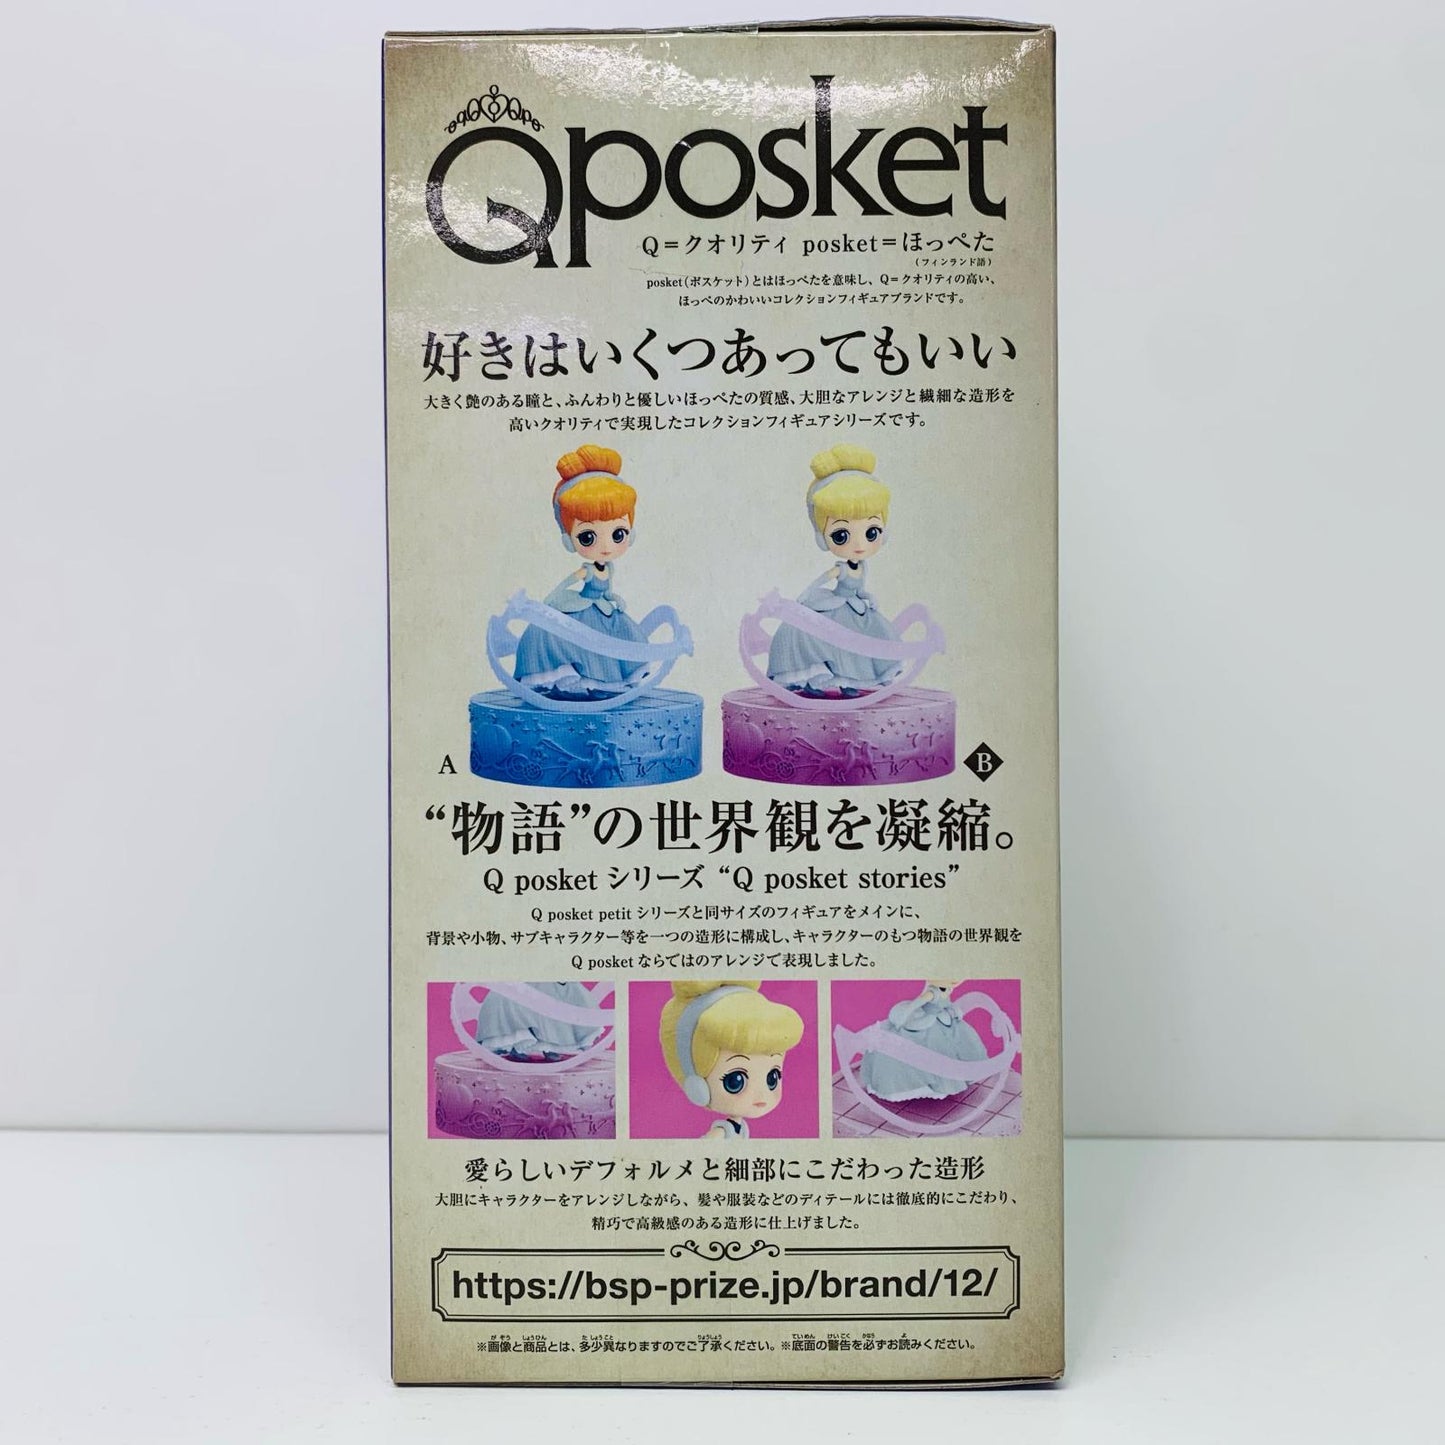 Qposket
Q=クオリティ posket=ほっぺた
(フィンランド語)
posket(ポスケット)とはほっぺたを意味し、Q=クオリティの高い、
ほっぺのかわいいコレクションフィギュアブランドです。
好きはいくつあってもいい
大きく艶のある瞳と、ふんわりと優しいほっぺたの質感、大胆なアレンジと繊細な造形を
高いクオリティで実現したコレクションフィギュアシリーズです。
A
B
“物語”の世界観を凝縮。
Q posket シリーズ “Q posket stories”
Q posket petit シリーズと同サイズのフィギュアをメインに、
背景や小物、サブキャラクター等を一つの造形に構成し、キャラクターのもつ物語の世界観を
Q posket ならではのアレンジで表現しました。
愛らしいデフォルメと細部にこだわった造形
大胆にキャラクターをアレンジしながら、髪や服装などのディテールには徹底的にこだわり、
精巧で高級感のある造形に仕上げました。
https://bsp-prize.jp/brand/12/
※画像と商品とは、多少異なりますのでご了承ください。※底面の警告を必ずお読みください。